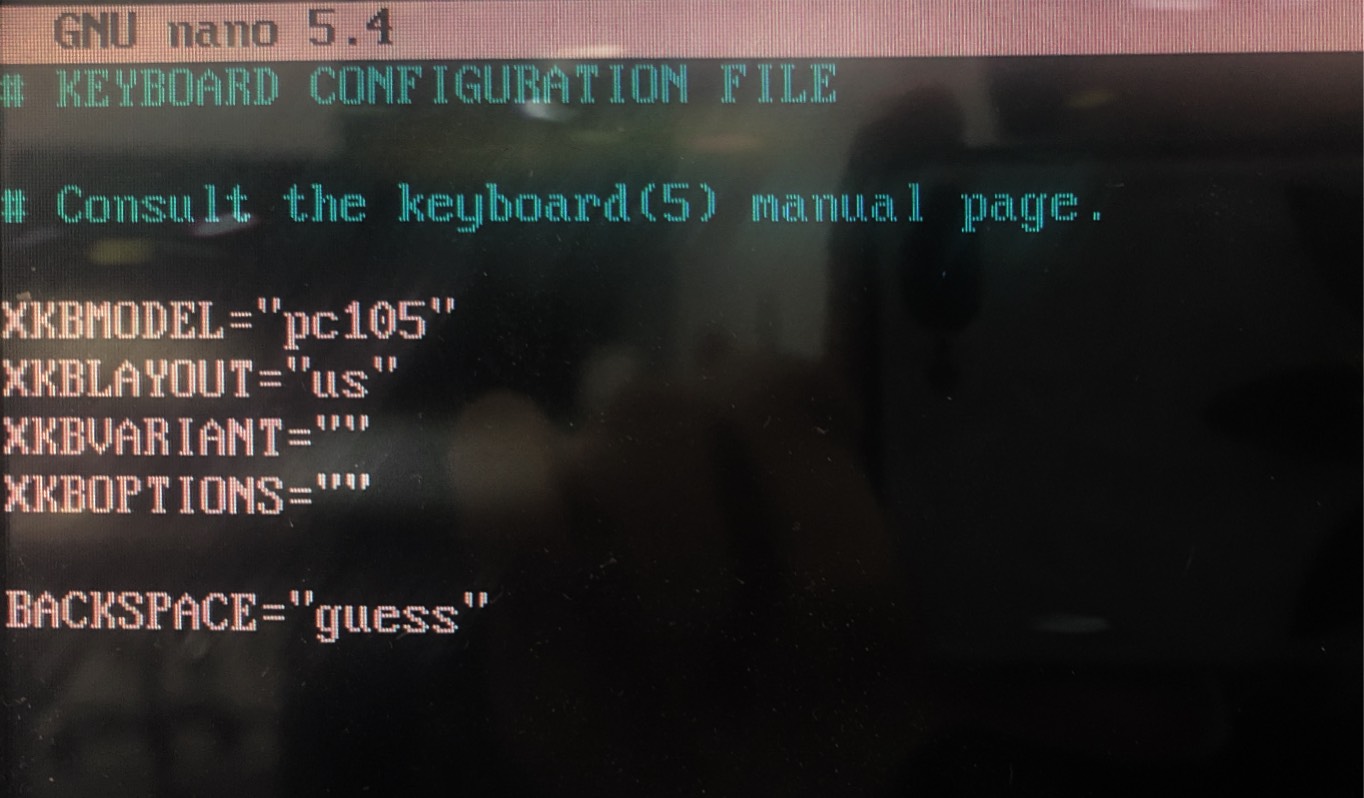 GNU nano 5.4
# KEYBOARD CONFIGURATION FILE
# Consult the keyboard(5) manual page.
XKBMODEL="pc105"
XKBLAYOUT="us"
XKBVARIANT=""
XKBOPTIONS=""
BACKSPACE="guess"